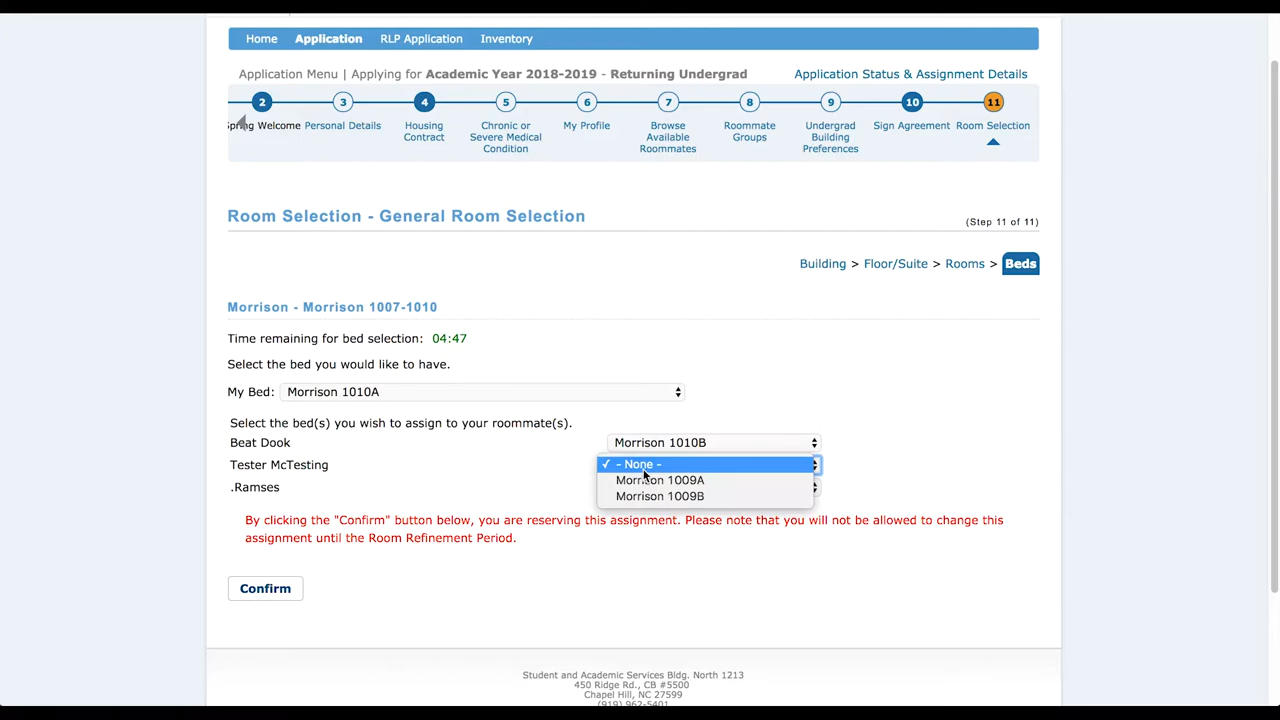 Home Application RLP Application Inventory
Application Menu | Applying for Academic Year 2018-2019 - Returning Undergrad Application Status & Assignment Details
2 3 4 5 6 7 8 9 10 11
Spring Welcome Personal Details Housing Contract Chronic or Severe Medical Condition My Profile Browse Available Roommates Roommate Groups Undergrad Building Preferences Sign Agreement Room Selection
Room Selection - General Room Selection
(Step 11 of 11)
Building > Floor/Suite > Rooms > Beds
Morrison - Morrison 1007-1010
Time remaining for bed selection: 04:47
Select the bed you would like to have.
My Bed: Morrison 1010A
Select the bed(s) you wish to assign to your roommate(s).
Beat Dook Morrison 1010B
Tester McTesting ✓ - None -
Morrison 1009A
.Ramses
Morrison 1009B
By clicking the "Confirm" button below, you are reserving this assignment. Please note that you will not be allowed to change this
assignment until the Room Refinement Period.
Confirm
Student and Academic Services Bldg. North 1213
450 Ridge Rd., CB #5500
Chapel Hill, NC 27599
(919) 962-5401